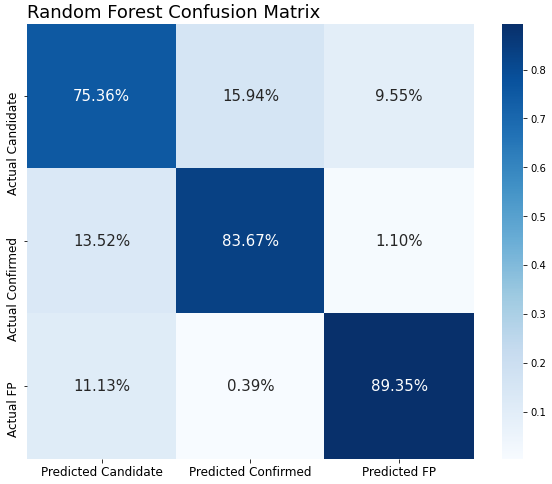 Random Forest Confusion Matrix
Actual Candidate
75.36%
15.94%
9.55%
Actual Confirmed
13.52%
83.67%
1.10%
Actual FP
11.13%
0.39%
89.35%
Predicted Candidate
Predicted Confirmed
Predicted FP
0.8
0.7
0.6
0.5
0.4
0.3
0.2
0.1